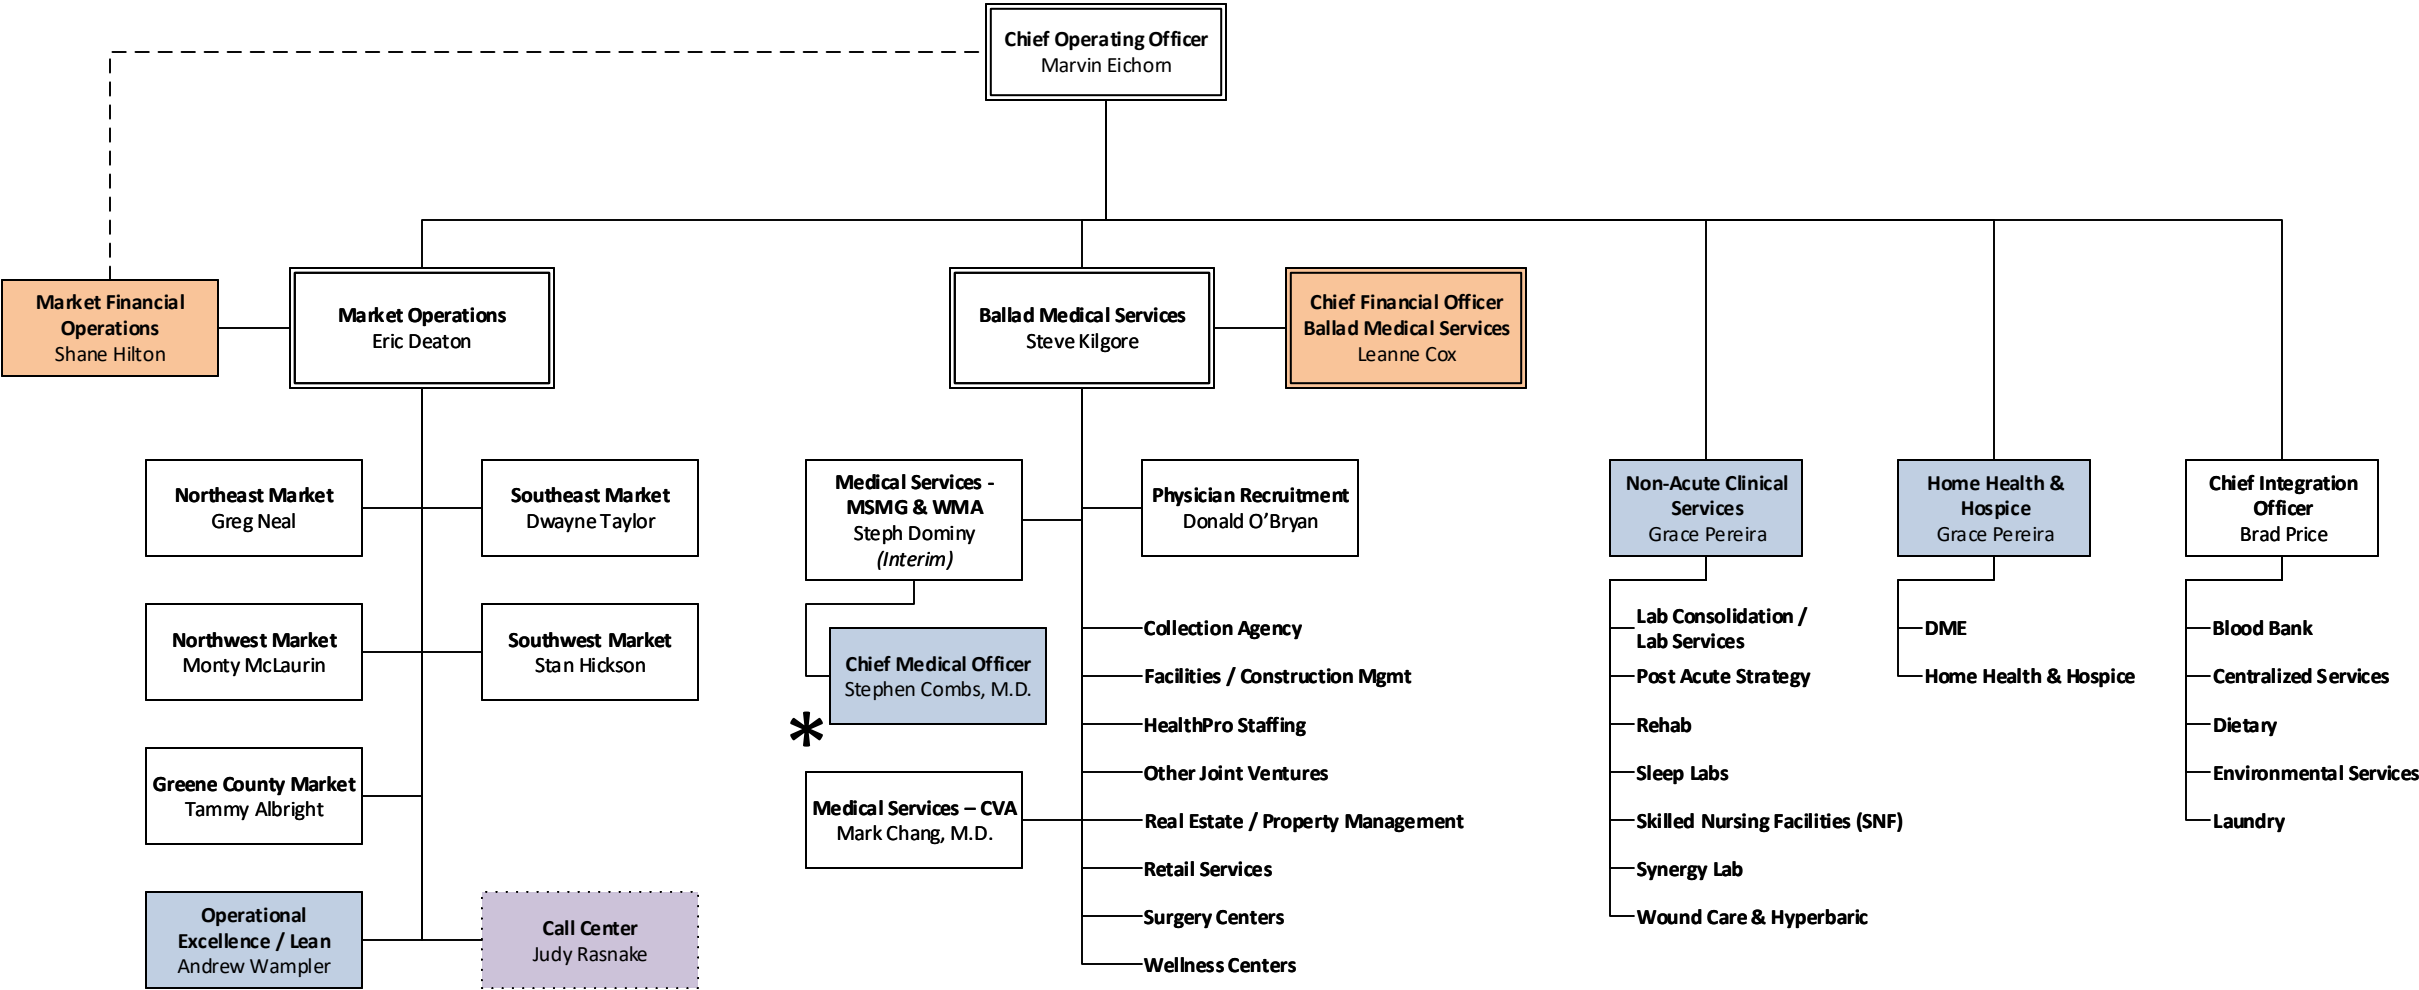 Chief Operating Officer
Marvin Eichorn
Market Financial
Operations
Shane Hilton
Market Operations
Eric Deaton
Ballad Medical Services
Steve Kilgore
Chief Financial Officer
Ballad Medical Services
Leanne Cox
Northeast Market
Greg Neal
Southeast Market
Dwayne Taylor
Northwest Market
Monty McLaurin
Southwest Market
Stan Hickson
Greene County Market
Tammy Albright
Operational
Excellence / Lean
Andrew Wampler
Call Center
Judy Rasnake
Medical Services -
MSMG & WMA
Steph Dominy
(Interim)
Chief Medical Officer
Stephen Combs, M.D.
*
Medical Services – CVA
Mark Chang, M.D.
Physician Recruitment
Donald O’Bryan
Collection Agency
Facilities / Construction Mgmt
HealthPro Staffing
Other Joint Ventures
Real Estate / Property Management
Retail Services
Surgery Centers
Wellness Centers
Non-Acute Clinical
Services
Grace Pereira
Lab Consolidation /
Lab Services
Post Acute Strategy
Rehab
Sleep Labs
Skilled Nursing Facilities (SNF)
Synergy Lab
Wound Care & Hyperbaric
Home Health &
Hospice
Grace Pereira
DME
Home Health & Hospice
Chief Integration
Officer
Brad Price
Blood Bank
Centralized Services
Dietary
Environmental Services
Laundry